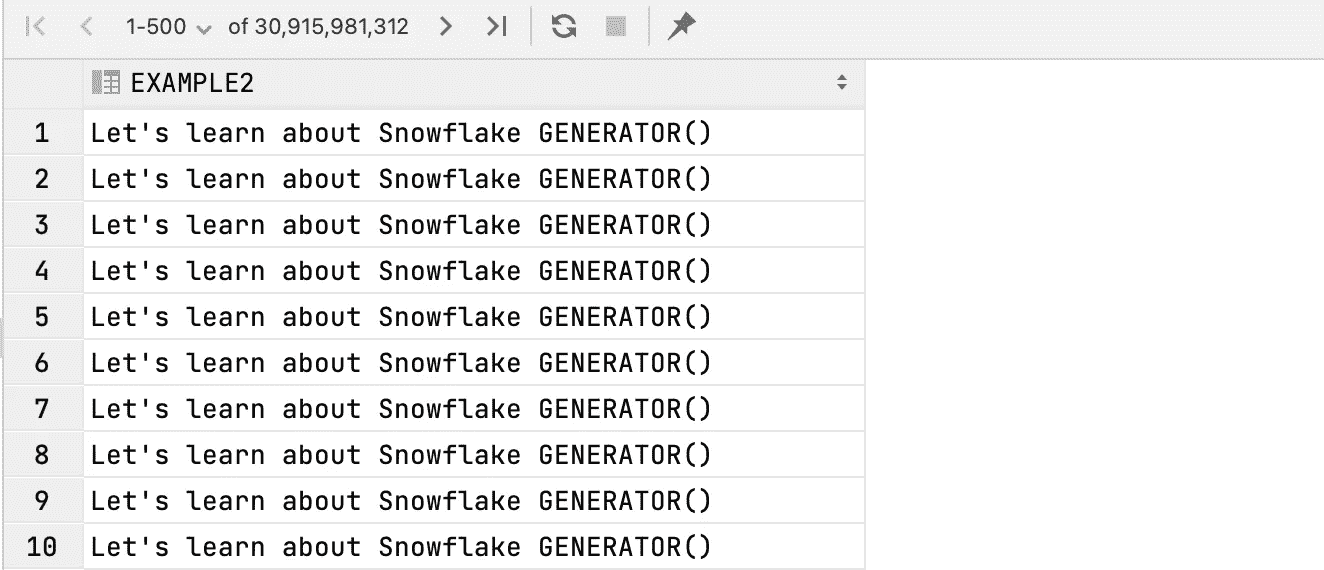 1-500 of 30,915,981,312
EXAMPLE2
1 Let's learn about Snowflake GENERATOR()
2 Let's learn about Snowflake GENERATOR()
3 Let's learn about Snowflake GENERATOR()
4 Let's learn about Snowflake GENERATOR()
5 Let's learn about Snowflake GENERATOR()
6 Let's learn about Snowflake GENERATOR()
7 Let's learn about Snowflake GENERATOR()
8 Let's learn about Snowflake GENERATOR()
9 Let's learn about Snowflake GENERATOR()
10 Let's learn about Snowflake GENERATOR()